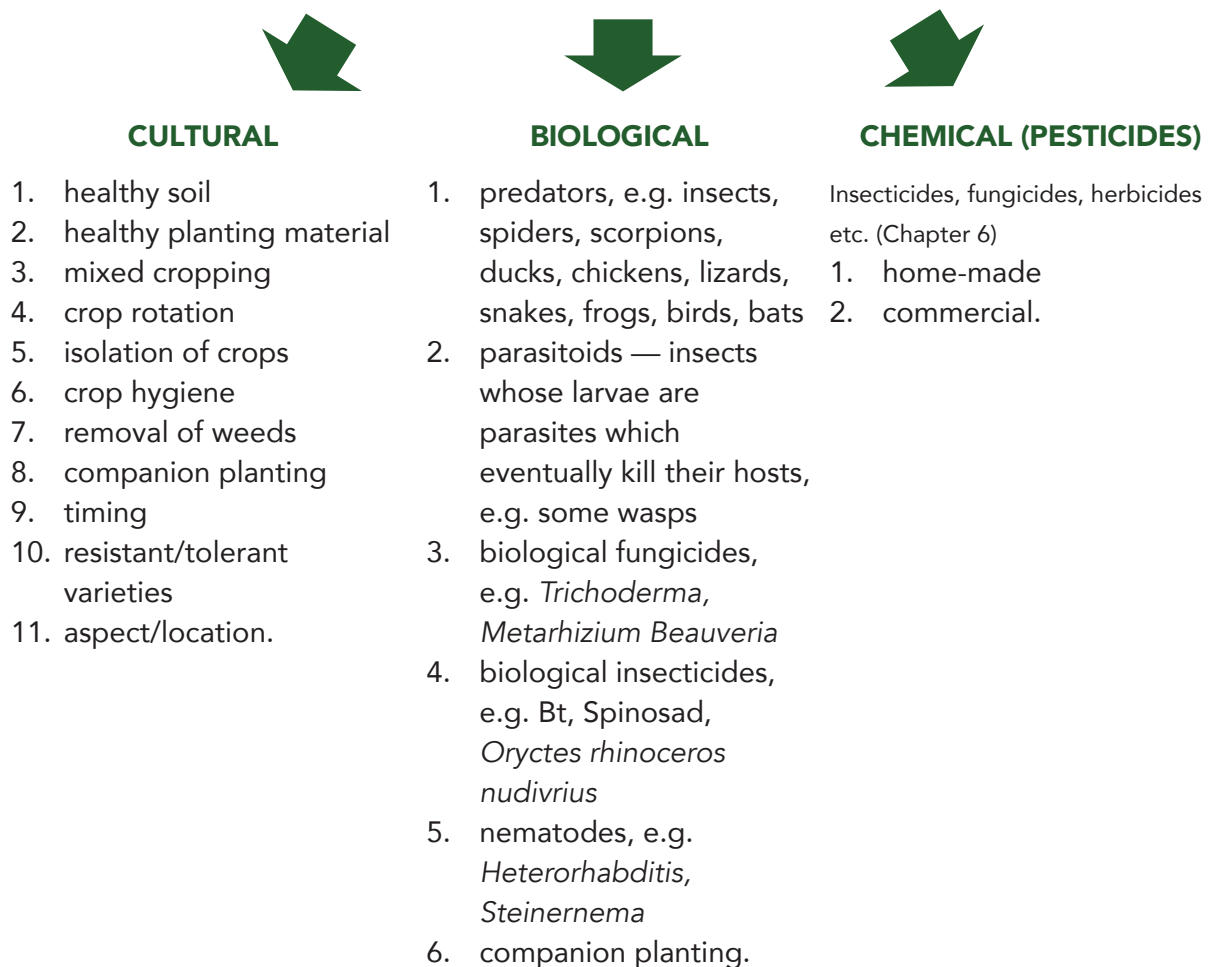 CULTURAL
1. healthy soil
2. healthy planting material
3. mixed cropping
4. crop rotation
5. isolation of crops
6. crop hygiene
7. removal of weeds
8. companion planting
9. timing
10. resistant/tolerant
varieties
11. aspect/location.
BIOLOGICAL
1. predators, e.g. insects,
spiders, scorpions,
ducks, chickens, lizards,
snakes, frogs, birds, bats
2. parasitoids — insects
whose larvae are
parasites which
eventually kill their hosts,
e.g. some wasps
3. biological fungicides,
e.g. Trichoderma,
Metarhizium Beauveria
4. biological insecticides,
e.g. Bt, Spinosad,
Oryctes rhinoceros
nudivrius
5. nematodes, e.g.
Heterorhabditis,
Steinernema
6. companion planting.
CHEMICAL (PESTICIDES)
Insecticides, fungicides, herbicides
etc. (Chapter 6)
1. home-made
2. commercial.